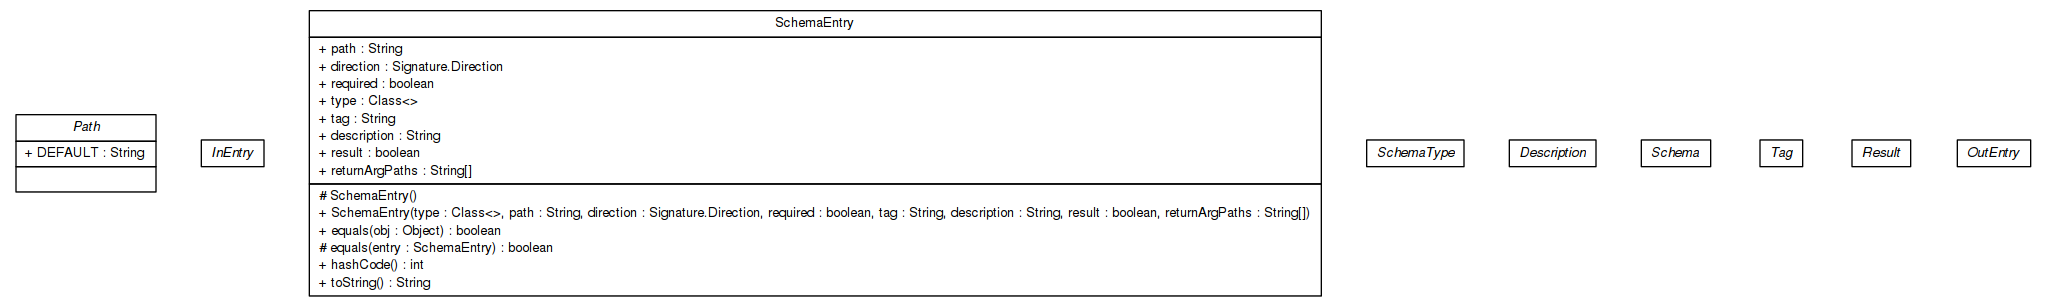 Path
+ DEFAULT : String
InEntry
SchemaEntry
+ path : String
+ direction : Signature.Direction
+ required : boolean
+ type : Class<>
+ tag : String
+ description : String
+ result : boolean
+ returnArgPaths : String[]
# SchemaEntry()
+ SchemaEntry(type : Class<>, path : String, direction : Signature.Direction, required : boolean, tag : String, description : String, result : boolean, returnArgPaths : String[])
+ equals(obj : Object) : boolean
# equals(entry : SchemaEntry) : boolean
+ hashCode() : int
+ toString() : String
SchemaType
Description
Schema
Tag
Result
OutEntry